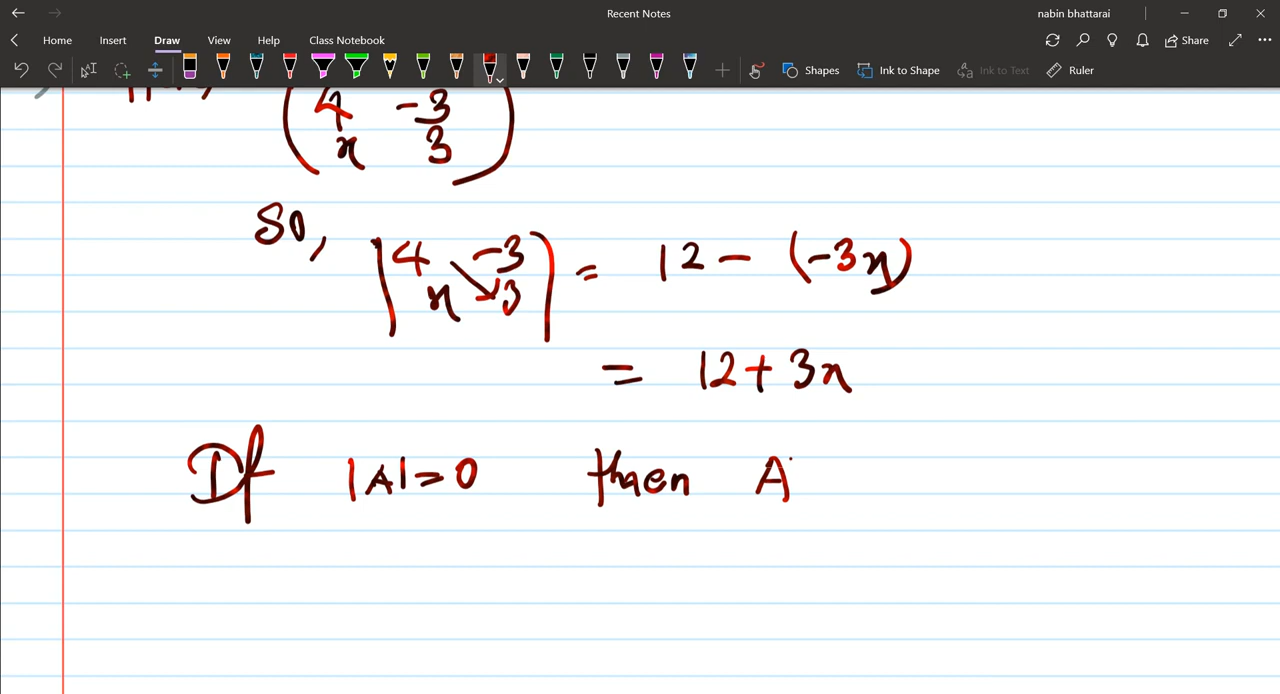 Recent Notes
nabin bhattarai
Home Insert Draw View Help Class Notebook
Share
Shapes Ink to Shape Ink to Text Ruler
4 -3
x 3
So,
|4 -3| = 12 - (-3x)
|x 3|
= 12 + 3x
If |A| = 0 then A